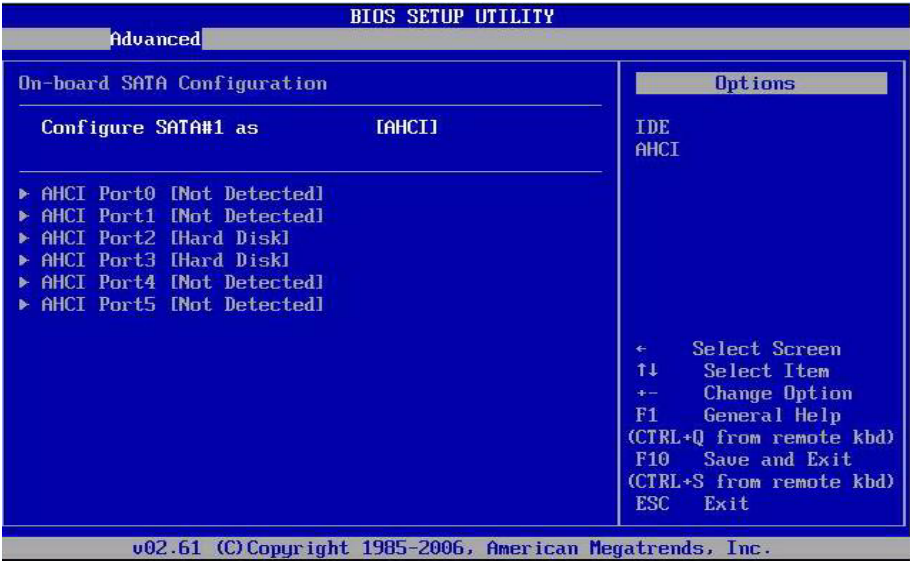 BIOS SETUP UTILITY
Advanced
On-board SATA Configuration
Configure SATA#1 as [AHCI]
► AHCI Port0 [Not Detected]
► AHCI Port1 [Not Detected]
► AHCI Port2 [Hard Disk]
► AHCI Port3 [Hard Disk]
► AHCI Port4 [Not Detected]
► AHCI Port5 [Not Detected]
Options
IDE
AHCI
← Select Screen
↑↓ Select Item
+- Change Option
F1 General Help
(CTRL+Q from remote kbd)
F10 Save and Exit
(CTRL+S from remote kbd)
ESC Exit
v02.61 (C)Copyright 1985-2006, American Megatrends, Inc.